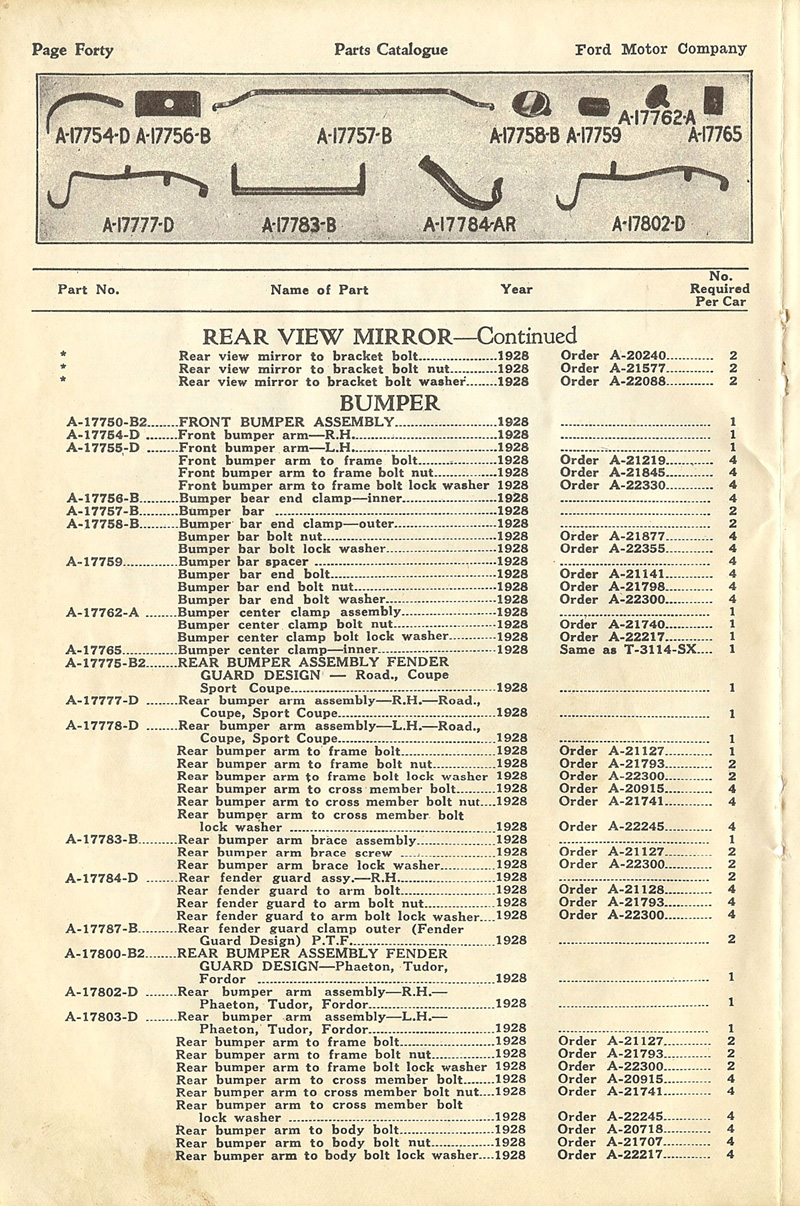 Page Forty Parts Catalogue Ford Motor Company
A-17754-D A-17756-B A-17757-B A-17758-B A-17759 A-17762-A A-17765
A-17777-D A-17783-B A-17784-AR A-17802-D
Part No. Name of Part Year No. Required Per Car
REAR VIEW MIRROR—Continued
* Rear view mirror to bracket bolt....................1928 Order A-20240............ 2
* Rear view mirror to bracket bolt nut............1928 Order A-21577............ 2
* Rear view mirror to bracket bolt washer........1928 Order A-22088............ 2
BUMPER
A-17750-B2........FRONT BUMPER ASSEMBLY....................1928 .................... 1
A-17754-D ........Front bumper arm—R.H....................1928 .................... 1
A-17755-D ........Front bumper arm—L.H....................1928 .................... 1
Front bumper arm to frame bolt....................1928 Order A-21219............ 4
Front bumper arm to frame bolt nut............1928 Order A-21845............ 4
Front bumper arm to frame bolt lock washer 1928 Order A-22330............ 4
A-17756-B........Bumper bear end clamp—inner....................1928 .................... 4
A-17757-B........Bumper bar ....................1928 .................... 2
A-17758-B........Bumper bar end clamp—outer....................1928 .................... 2
Bumper bar bolt nut....................1928 Order A-21877............ 4
Bumper bar bolt lock washer....................1928 Order A-22355............ 4
A-17759............Bumper bar spacer ....................1928 .................... 4
Bumper bar end bolt....................1928 Order A-21141............ 4
Bumper bar end bolt nut....................1928 Order A-21798............ 4
Bumper bar end bolt washer....................1928 Order A-22300............ 4
A-17762-A ........Bumper center clamp assembly....................1928 .................... 1
Bumper center clamp bolt nut....................1928 Order A-21740............ 1
Bumper center clamp bolt lock washer............1928 Order A-22217............ 1
A-17765............Bumper center clamp—inner....................1928 Same as T-3114-SX.... 1
A-17775-B2........REAR BUMPER ASSEMBLY FENDER
GUARD DESIGN — Road., Coupe
Sport Coupe....................1928 .................... 1
A-17777-D ........Rear bumper arm assembly—R.H.—Road.,
Coupe, Sport Coupe....................1928 .................... 1
A-17778-D ........Rear bumper arm assembly—L.H.—Road.,
Coupe, Sport Coupe....................1928 .................... 1
Rear bumper arm to frame bolt....................1928 Order A-21127............ 1
Rear bumper arm to frame bolt nut............1928 Order A-21793............ 2
Rear bumper arm to frame bolt lock washer 1928 Order A-22300............ 2
Rear bumper arm to cross member bolt........1928 Order A-20915............ 4
Rear bumper arm to cross member bolt nut....1928 Order A-21741............ 4
Rear bumper arm to cross member bolt
lock washer ....................1928 Order A-22245............ 4
A-17783-B........Rear bumper arm brace assembly....................1928 .................... 1
Rear bumper arm brace screw ....................1928 Order A-21127............ 2
Rear bumper arm brace lock washer............1928 Order A-22300............ 2
A-17784-D ........Rear fender guard assy.—R.H....................1928 .................... 2
Rear fender guard to arm bolt....................1928 Order A-21128............ 4
Rear fender guard to arm bolt nut............1928 Order A-21793............ 4
Rear fender guard to arm bolt lock washer....1928 Order A-22300............ 4
A-17787-B........Rear fender guard clamp outer (Fender
Guard Design) P.T.F....................1928 .................... 2
A-17800-B2........REAR BUMPER ASSEMBLY FENDER
GUARD DESIGN—Phaeton, Tudor,
Fordor ....................1928 .................... 1
A-17802-D ........Rear bumper arm assembly—R.H.—
Phaeton, Tudor, Fordor....................1928 .................... 1
A-17803-D ........Rear bumper arm assembly—L.H.—
Phaeton, Tudor, Fordor....................1928 .................... 1
Rear bumper arm to frame bolt....................1928 Order A-21127............ 2
Rear bumper arm to frame bolt nut............1928 Order A-21793............ 2
Rear bumper arm to frame bolt lock washer 1928 Order A-22300............ 2
Rear bumper arm to cross member bolt........1928 Order A-20915............ 4
Rear bumper arm to cross member bolt nut....1928 Order A-21741............ 4
Rear bumper arm to cross member bolt
lock washer ....................1928 Order A-22245............ 4
Rear bumper arm to body bolt....................1928 Order A-20718............ 4
Rear bumper arm to body bolt nut............1928 Order A-21707............ 4
Rear bumper arm to body bolt lock washer....1928 Order A-22217............ 4